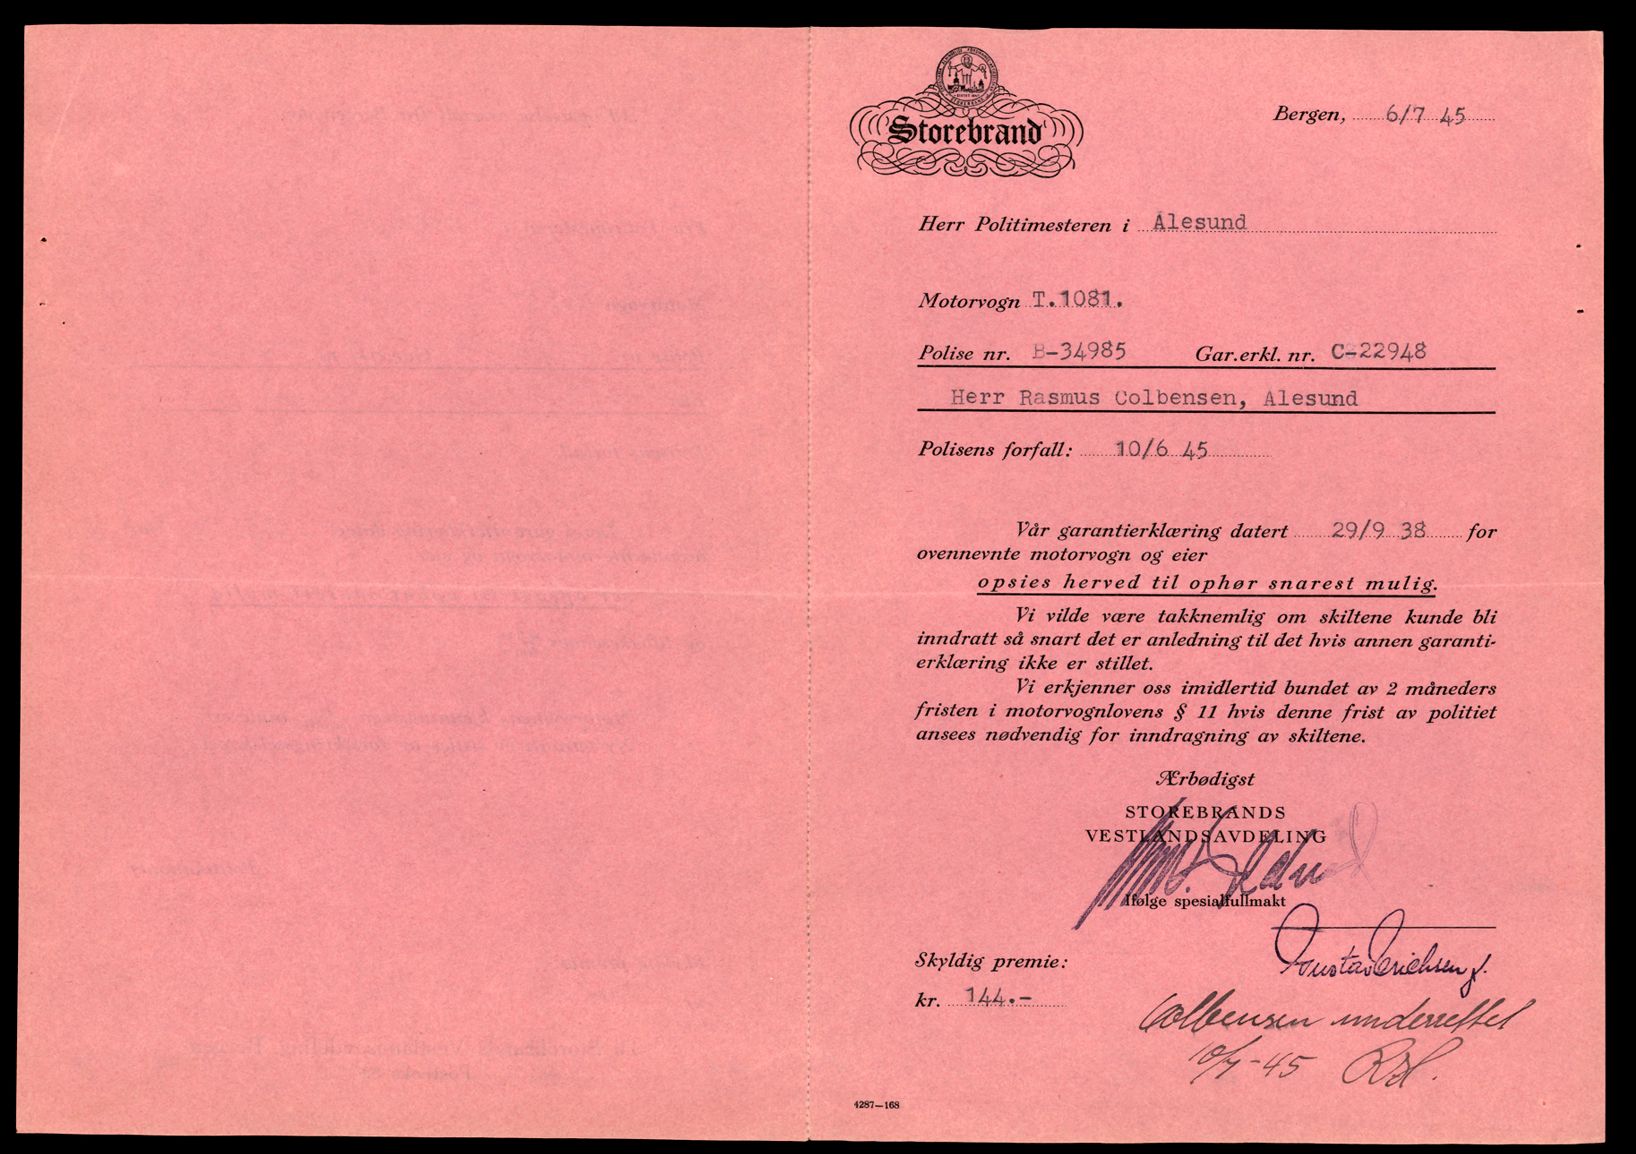 Storebrand
Bergen, 6/7 45
Herr Politimesteren i Ålesund
Motorvogn T.1081.
Polise nr. B-34985 Gar.erkl. nr. C-22948
Herr Rasmus Colbensen, Ålesund
Polisens forfall: 10/6 45
Vår garantierklæring datert 29/9 38 for
ovennevnte motorvogn og eier
opsies herved til ophør snarest mulig.
Vi vilde være takknemlig om skiltene kunde bli
inndratt så snart det er anledning til det hvis annen garanti-
erklæring ikke er stillet.
Vi erkjenner oss imidlertid bundet av 2 måneders
fristen i motorvognlovens § 11 hvis denne frist av politiet
ansees nødvendig for inndragning av skiltene.
Ærbødigst
STOREBRANDS
VESTLANDSAVDELING
Ifølge spesialfullmakt
Gustav Erichsen
Skyldig premie:
kr. 144.-
Colbensen underrettet
10/7-45
4287—168